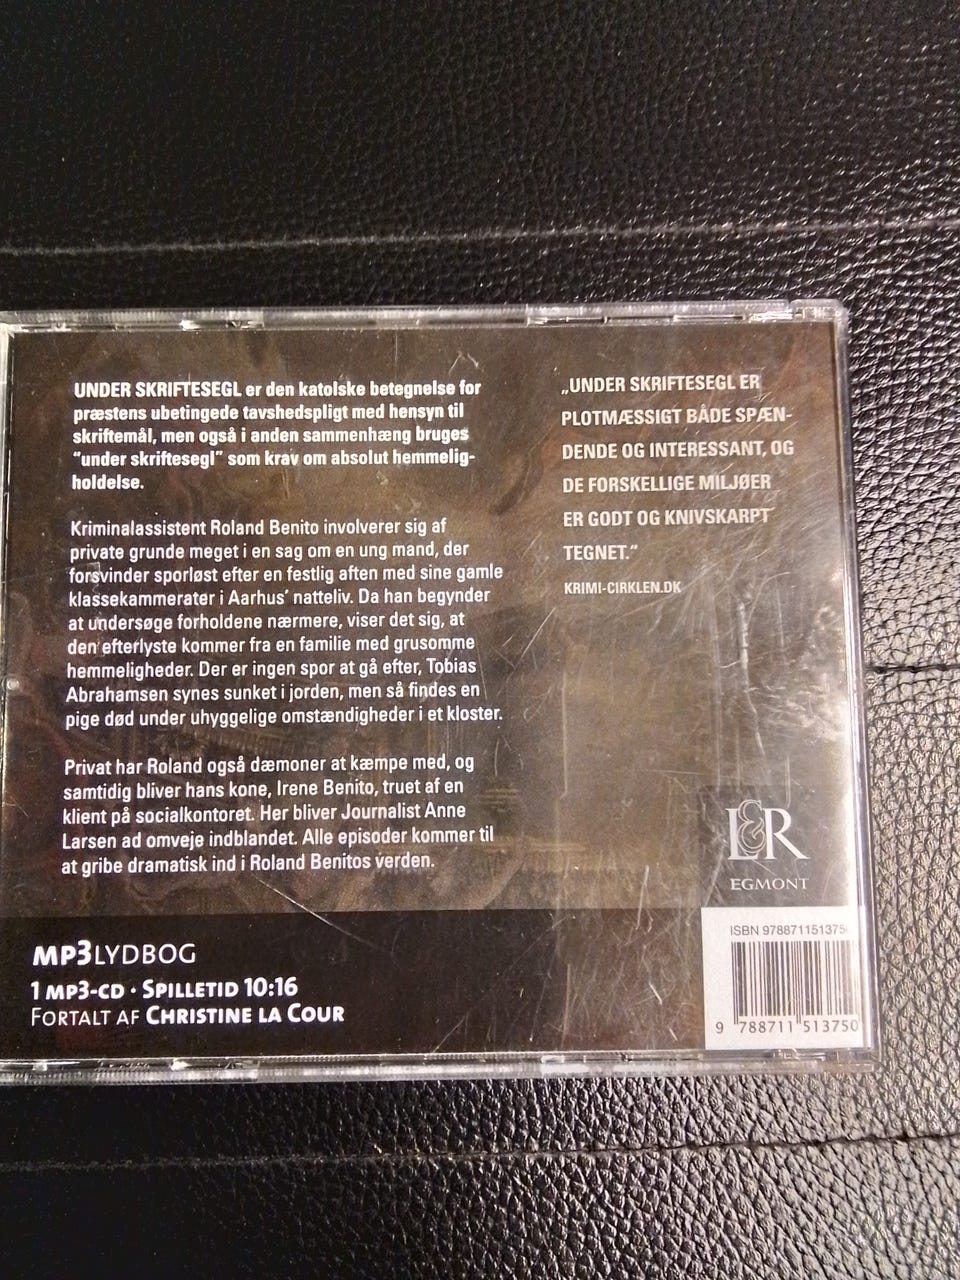 UNDER SKRIFTESEGL er den katolske betegnelse for
præstens ubetingede tavshedspligt med hensyn til
skriftemål, men også i anden sammenhæng bruges
"under skriftesegl" som krav om absolut hemmelig-
holdelse.
Kriminalassistent Roland Benito involverer sig af
private grunde meget i en sag om en ung mand, der
forsvinder sporløst efter en festlig aften med sine gamle
klassekammerater i Aarhus' natteliv. Da han begynder
at undersøge forholdene nærmere, viser det sig, at
den efterlyste kommer fra en familie med grusomme
hemmeligheder. Der er ingen spor at gå efter, Tobias
Abrahamsen synes sunket i jorden, men så findes en
pige død under uhyggelige omstændigheder i et kloster.
Privat har Roland også dæmoner at kæmpe med, og
samtidig bliver hans kone, Irene Benito, truet af en
klient på socialkontoret. Her bliver Journalist Anne
Larsen ad omveje indblandet. Alle episoder kommer til
at gribe dramatisk ind i Roland Benitos verden.
„UNDER SKRIFTESEGL ER
PLOTMÆSSIGT BÅDE SPÆN-
DENDE OG INTERESSANT, OG
DE FORSKELLIGE MILJØER
ER GODT OG KNIVSKARPT
TEGNET."
KRIMI-CIRKLEN.DK
L&R
EGMONT
MP3LYDBOG
1 MP3-CD · SPILLETID 10:16
FORTALT AF CHRISTINE LA COUR
ISBN 978871151375
9 788711 513750